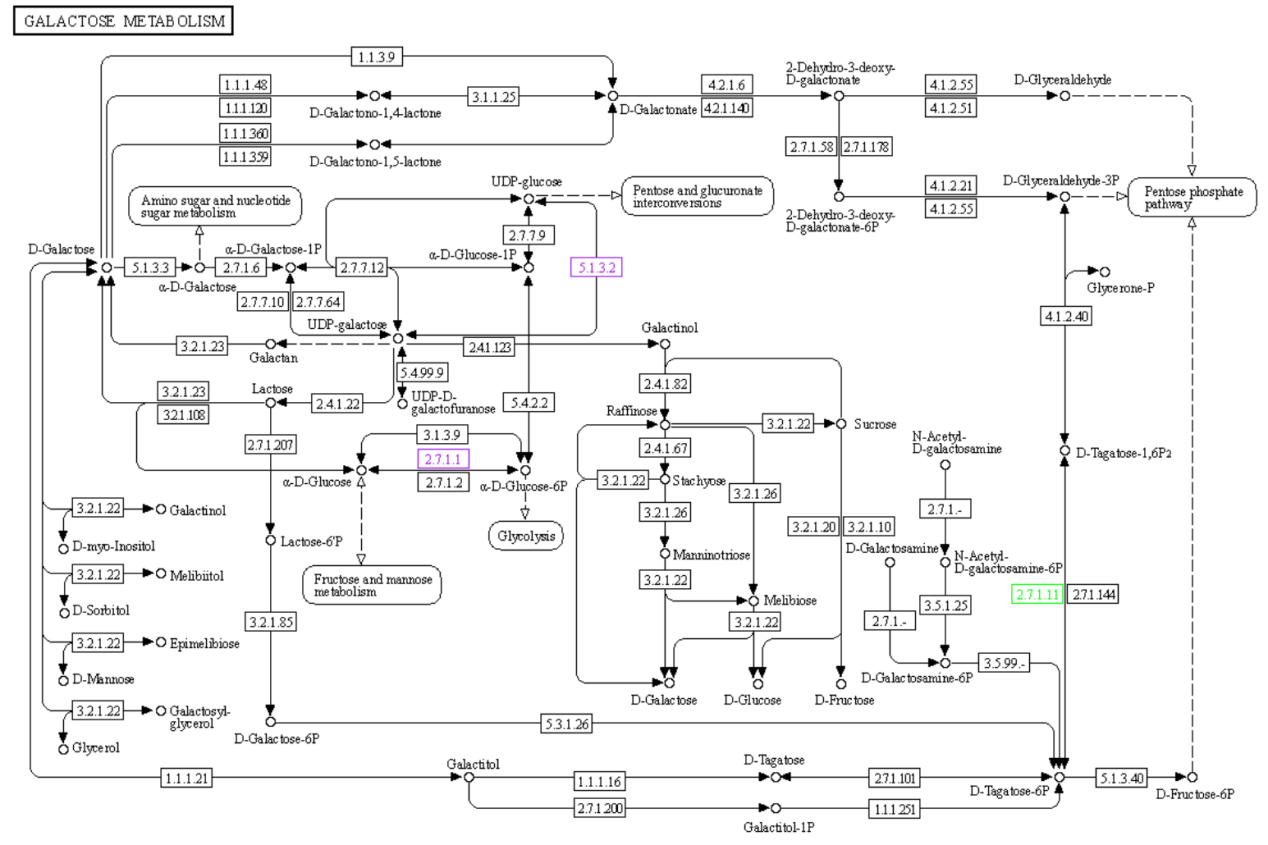 GALACTOSE METABOLISM
1.1.3.9
2-Dehydro-3-deoxy-
D-galactonate
D-Glyceraldehyde
1.1.1.48
1.1.1.120
D-Galactono-1,4-lactone
3.1.1.25
D-Galactonate
4.2.1.6
4.2.1.140
4.1.2.55
4.1.2.51
1.1.1.360
1.1.1.359
D-Galactono-1,5-lactone
2.7.1.58
2.7.1.178
UDP-glucose
Pentose and glucuronate
interconversions
D-Glyceraldehyde-3P
4.1.2.21
4.1.2.55
Pentose phosphate
pathway
Amino sugar and nucleotide
sugar metabolism
2-Dehydro-3-deoxy-
D-galactonate-6P
2.7.7.9
D-Galactose
α-D-Galactose-1P
α-D-Glucose-1P
5.1.3.3
2.7.1.6
2.7.7.12
5.1.3.2
α-D-Galactose
Glycerone-P
2.7.7.10
2.7.7.64
4.1.2.40
UDP-galactose
Galactinol
3.2.1.23
Galactan
2.4.1.123
5.4.99.9
2.4.1.82
Lactose
3.2.1.23
3.2.1.108
2.4.1.22
UDP-D-
galactofuranose
5.4.2.2
Raffinose
3.2.1.22
Sucrose
2.7.1.207
3.1.3.9
2.4.1.67
N-Acetyl-
D-galactosamine
D-Tagatose-1,6P2
2.7.1.1
2.7.1.2
α-D-Glucose
α-D-Glucose-6P
3.2.1.22
Stachyose
3.2.1.26
3.2.1.22
Galactinol
3.2.1.26
2.7.1.-
D-myo-Inositol
Lactose-6'P
Glycolysis
3.2.1.20
3.2.1.10
D-Galactosamine
Manninotriose
N-Acetyl-
D-galactosamine-6P
3.2.1.22
Melibiitol
Fructose and mannose
metabolism
3.2.1.22
2.7.1.11
2.7.1.144
D-Sorbitol
Melibiose
3.5.1.25
3.2.1.85
3.2.1.22
2.7.1.-
3.2.1.22
Epimelibiose
3.5.99.-
D-Mannose
D-Galactosamine-6P
D-Galactose
D-Glucose
D-Fructose
3.2.1.22
Galactosyl-
glycerol
D-Galactose-6P
5.3.1.26
Glycerol
Galactitol
D-Tagatose
1.1.1.21
1.1.1.16
2.7.1.101
D-Tagatose-6P
5.1.3.40
D-Fructose-6P
2.7.1.200
1.1.1.251
Galactitol-1P